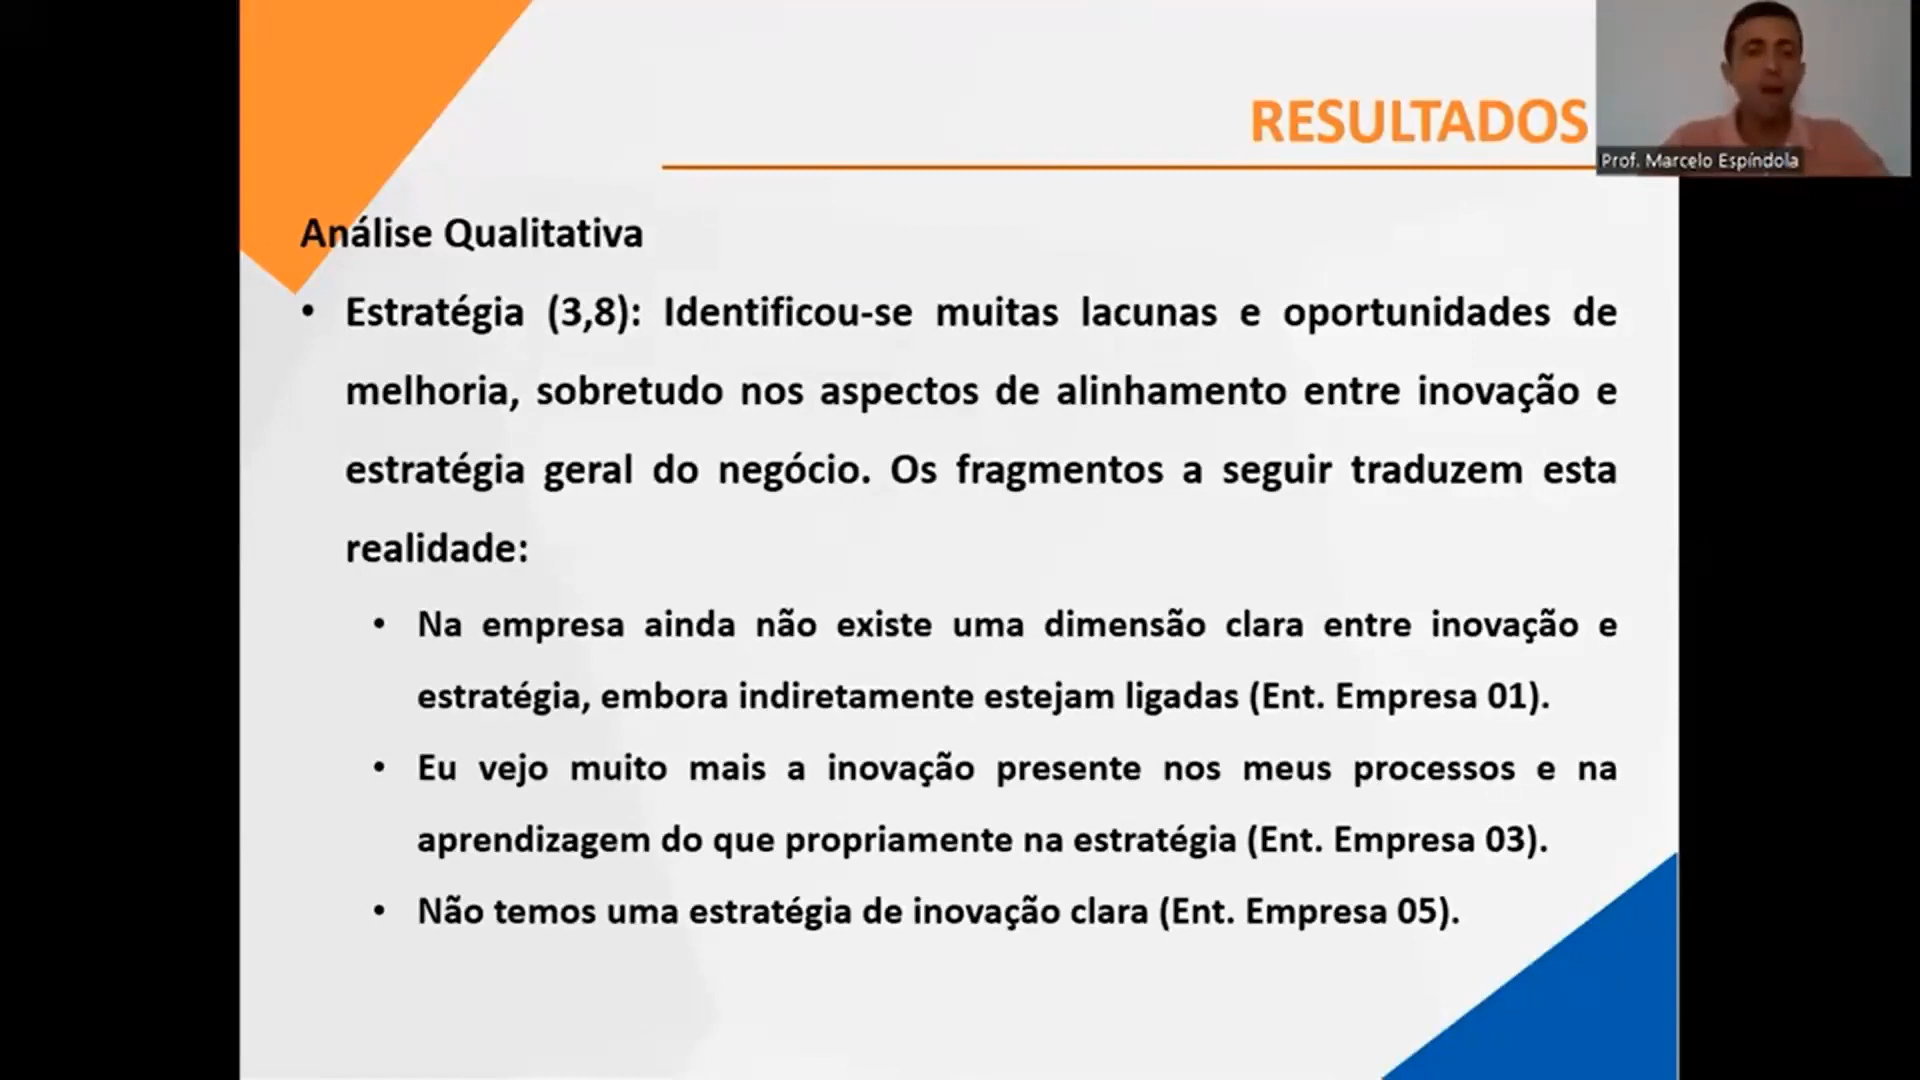 RESULTADOS
Prof. Marcelo Espíndola
Análise Qualitativa
• Estratégia (3,8): Identificou-se muitas lacunas e oportunidades de
melhoria, sobretudo nos aspectos de alinhamento entre inovação e
estratégia geral do negócio. Os fragmentos a seguir traduzem esta
realidade:
• Na empresa ainda não existe uma dimensão clara entre inovação e
estratégia, embora indiretamente estejam ligadas (Ent. Empresa 01).
• Eu vejo muito mais a inovação presente nos meus processos e na
aprendizagem do que propriamente na estratégia (Ent. Empresa 03).
• Não temos uma estratégia de inovação clara (Ent. Empresa 05).